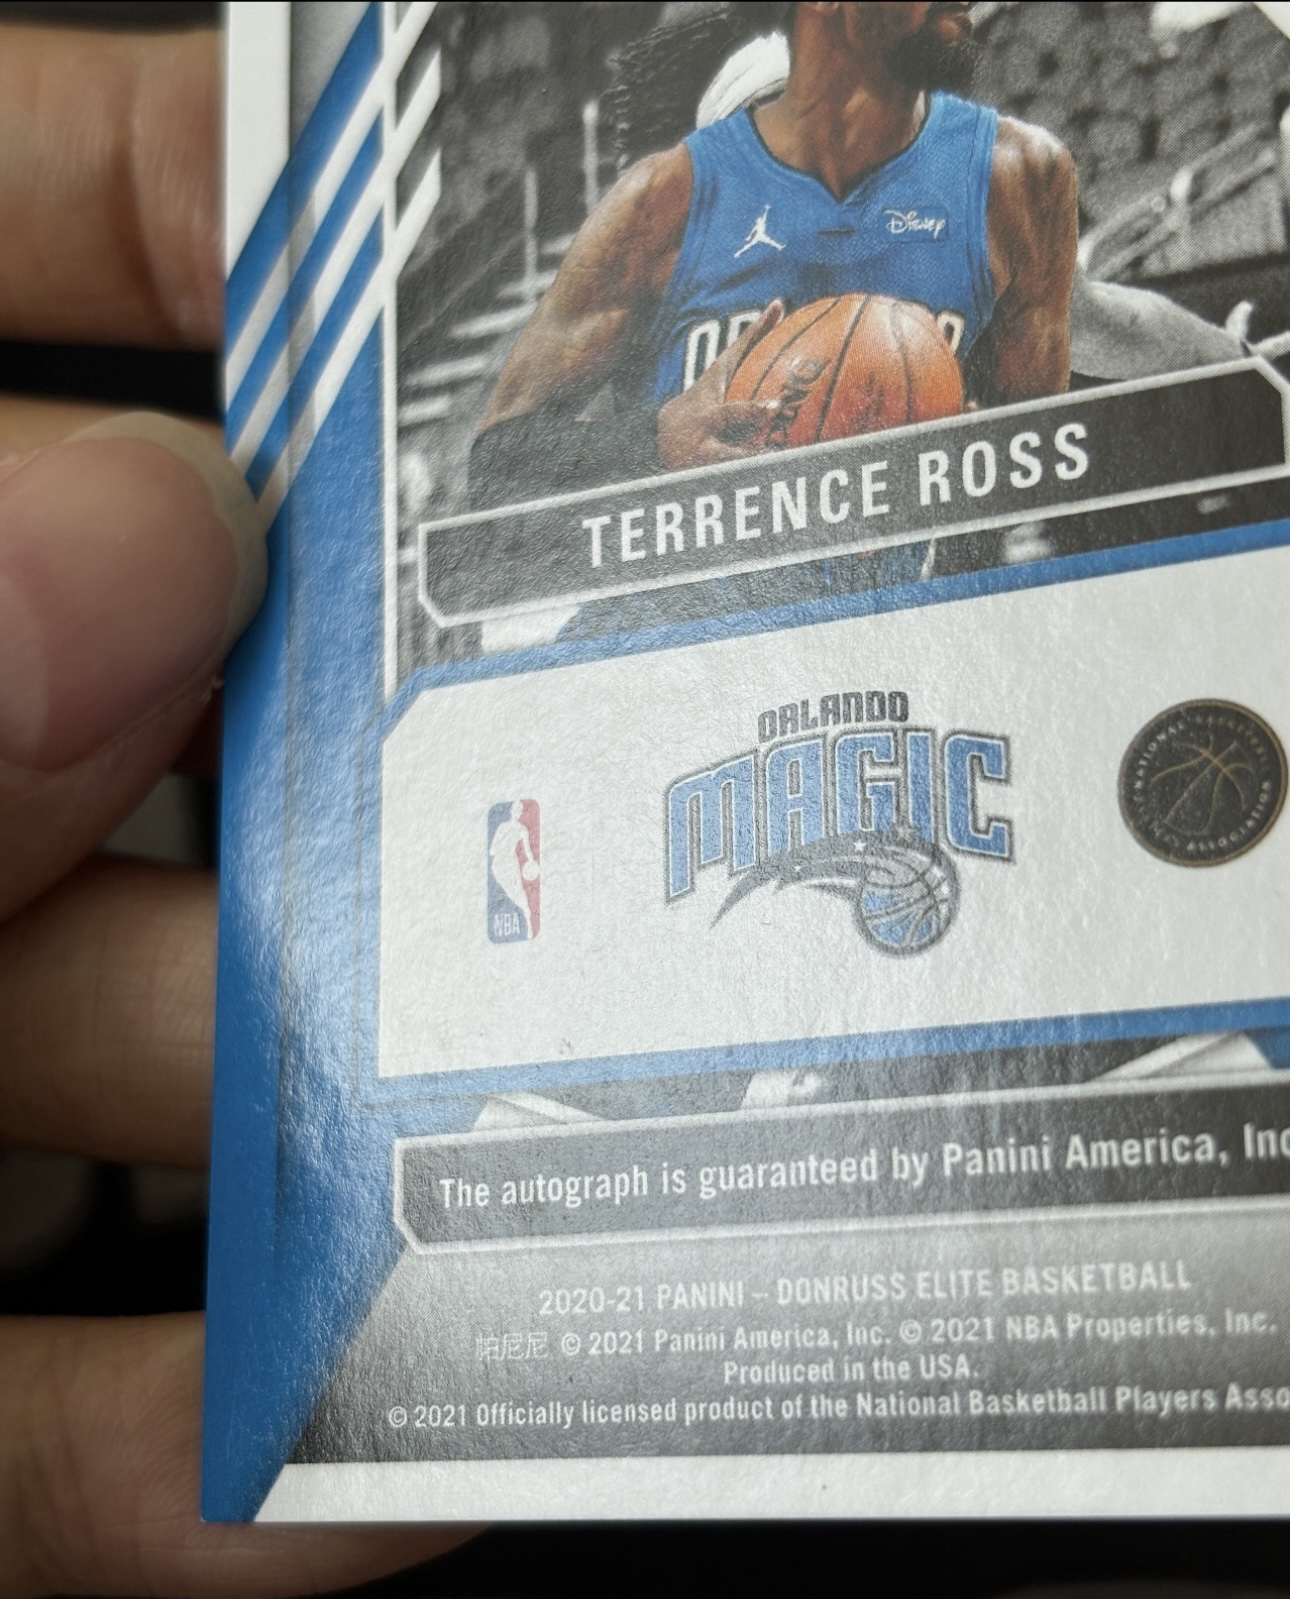 Disney
TERRENCE ROSS
ORLANDO
MAGIC
NBA
The autograph is guaranteed by Panini America, Inc
2020-21 PANINI – DONRUSS ELITE BASKETBALL
帕尼尼 © 2021 Panini America, Inc. © 2021 NBA Properties, Inc.
Produced in the USA.
© 2021 Officially licensed product of the National Basketball Players Asso